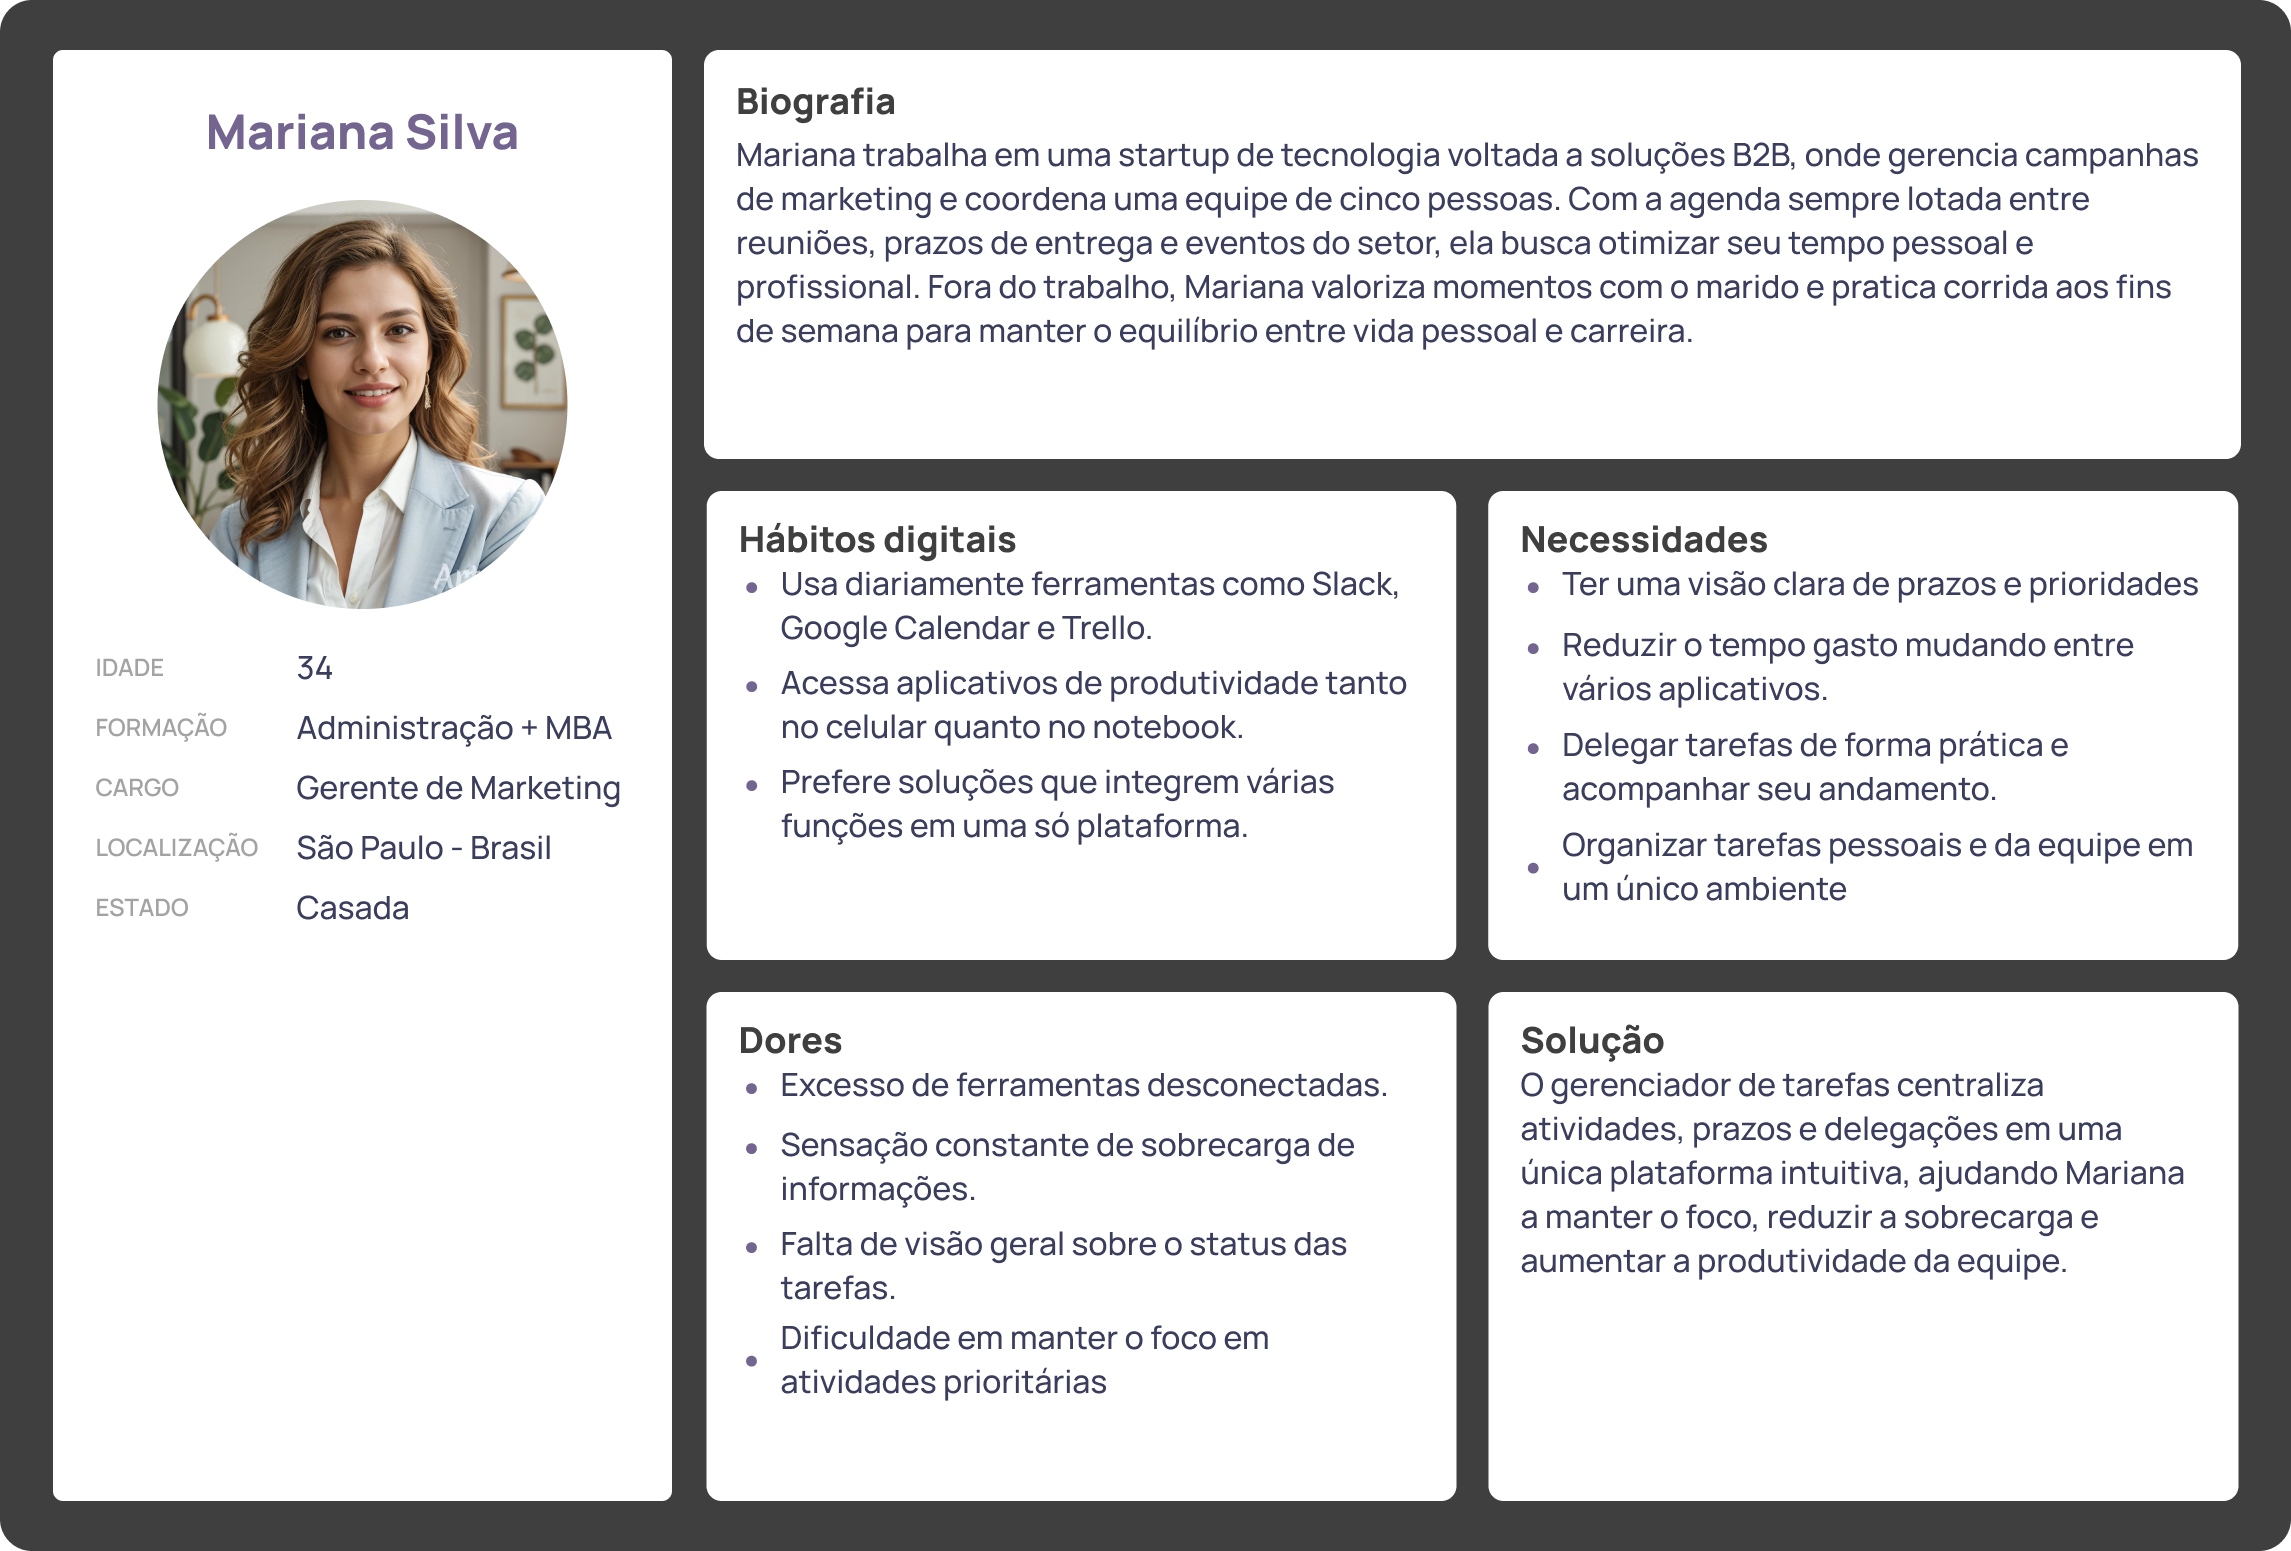 Mariana Silva
IDADE 34
FORMAÇÃO Administração + MBA
CARGO Gerente de Marketing
LOCALIZAÇÃO São Paulo - Brasil
ESTADO Casada
Biografia
Mariana trabalha em uma startup de tecnologia voltada a soluções B2B, onde gerencia campanhas
de marketing e coordena uma equipe de cinco pessoas. Com a agenda sempre lotada entre
reuniões, prazos de entrega e eventos do setor, ela busca otimizar seu tempo pessoal e
profissional. Fora do trabalho, Mariana valoriza momentos com o marido e pratica corrida aos fins
de semana para manter o equilíbrio entre vida pessoal e carreira.
Hábitos digitais
• Usa diariamente ferramentas como Slack,
Google Calendar e Trello.
• Acessa aplicativos de produtividade tanto
no celular quanto no notebook.
• Prefere soluções que integrem várias
funções em uma só plataforma.
Necessidades
• Ter uma visão clara de prazos e prioridades
• Reduzir o tempo gasto mudando entre
vários aplicativos.
• Delegar tarefas de forma prática e
acompanhar seu andamento.
• Organizar tarefas pessoais e da equipe em
um único ambiente
Dores
• Excesso de ferramentas desconectadas.
• Sensação constante de sobrecarga de
informações.
• Falta de visão geral sobre o status das
tarefas.
• Dificuldade em manter o foco em
atividades prioritárias
Solução
O gerenciador de tarefas centraliza
atividades, prazos e delegações em uma
única plataforma intuitiva, ajudando Mariana
a manter o foco, reduzir a sobrecarga e
aumentar a produtividade da equipe.